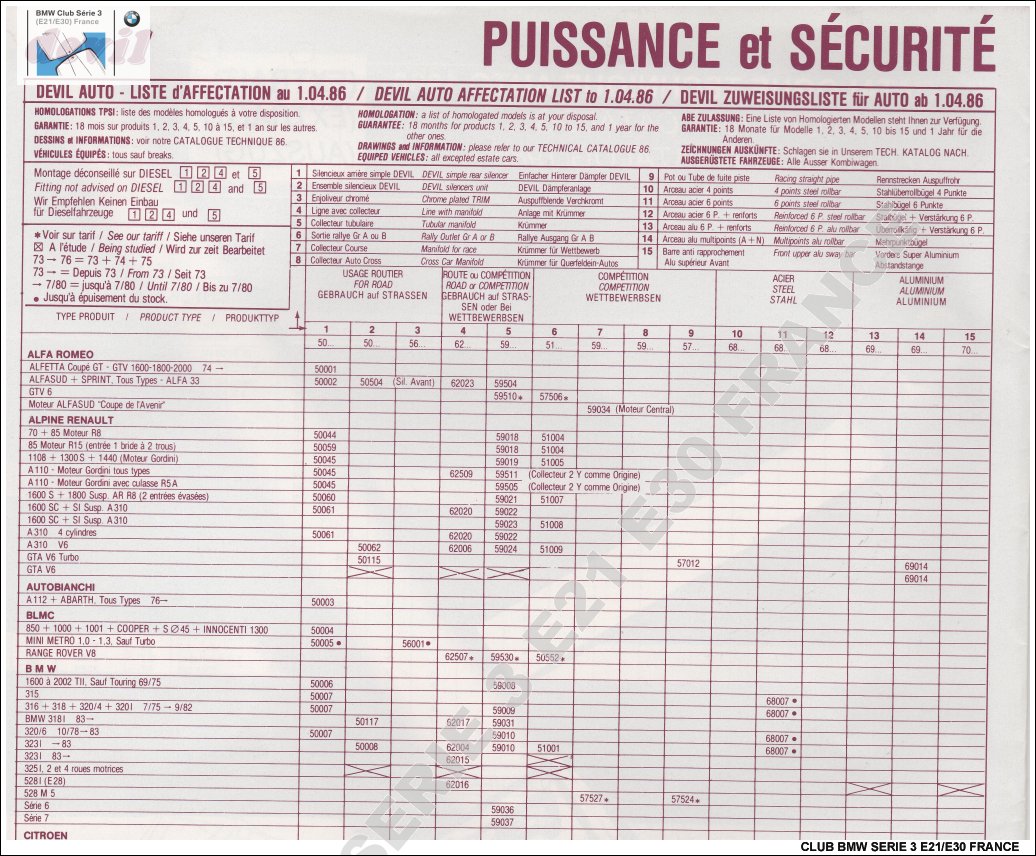 BMW Club Série 3
(E21/E30) France
devil
PUISSANCE et SÉCURITÉ
DEVIL AUTO - LISTE d'AFFECTATION au 1.04.86 / DEVIL AUTO AFFECTATION LIST to 1.04.86 / DEVIL ZUWEISUNGSLISTE für AUTO ab 1.04.86
HOMOLOGATIONS TPSI: liste des modèles homologués à votre disposition.
GARANTIE: 18 mois sur produits 1, 2, 3, 4, 5, 10 à 15, et 1 an sur les autres.
DESSINS et INFORMATIONS: voir notre CATALOGUE TECHNIQUE 86.
VÉHICULES ÉQUIPÉS: tous sauf breaks.
HOMOLOGATION: a list of homologated models is at your disposal.
GUARANTEE: 18 months for products 1, 2, 3, 4, 5, 10 to 15, and 1 year for the
other ones.
DRAWINGS and INFORMATION: please refer to our TECHNICAL CATALOGUE 86.
EQUIPED VEHICLES: all excepted estate cars.
ABE ZULASSUNG: Eine Liste von Homologierten Modellen steht Ihnen zur Verfügung.
GARANTIE: 18 Monate für Modelle 1, 2, 3, 4, 5, 10 bis 15 und 1 Jahr für die
Anderen.
ZEICHNUNGEN AUSKÜNFTE: Schlagen sie in Unserem TECH. KATALOG NACH.
AUSGERÜSTETE FAHRZEUGE: Alle Ausser Kombiwagen.
Montage déconseillé sur DIESEL 1 2 4 et 5
Fitting not advised on DIESEL 1 2 4 and 5
Wir Empfehlen Keinen Einbau
für Dieselfahrzeuge 1 2 4 und 5
* Voir sur tarif / See our tariff / Siehe unseren Tarif
☒ A l'étude / Being studied / Wird zur zeit Bearbeitet
73 → 76 = 73 + 74 + 75
73 → = Depuis 73 / From 73 / Seit 73
→ 7/80 = jusqu'à 7/80 / Until 7/80 / Bis zu 7/80
● Jusqu'à épuisement du stock.
1 Silencieux arrière simple DEVIL DEVIL simple rear silencer Einfacher Hinterer Dämpfer DEVIL
2 Ensemble silencieux DEVIL DEVIL silencers unit DEVIL Dämpferanlage
3 Enjoliveur chromé Chrome plated TRIM Auspuffblende Verchromt
4 Ligne avec collecteur Line with manifold Anlage mit Krümmer
5 Collecteur tubulaire Tubular manifold Krümmer
6 Sortie rallye Gr A ou B Rally Outlet Gr A or B Rallye Ausgang Gr A B
7 Collecteur Course Manifold for race Krümmer für Wettbewerb
8 Collecteur Auto Cross Cross Car Manifold Krümmer für Querfeldein-Autos
9 Pot ou Tube de fuite piste Racing straight pipe Rennstrecken Auspuffrohr
10 Arceau acier 4 points 4 points steel rollbar Stahlüberrollbügel 4 Punkte
11 Arceau acier 6 points 6 points steel rollbar Stahlbügel 6 Punkte
12 Arceau acier 6 P. + renforts Reinforced 6 P. steel rollbar Stahlbügel + Verstärkung 6 P.
13 Arceau alu 6 P. + renforts Reinforced 6 P. alu rollbar Überrollkäfig + Verstärkung 6 P.
14 Arceau alu multipoints (A + N) Multipoints alu rollbar Mehrpunktbügel
15 Barre anti rapprochement Front upper alu sway bar Vordere Super Aluminium
Alu supérieur Avant Abstandstange
USAGE ROUTIER
FOR ROAD
GEBRAUCH auf STRASSEN
ROUTE ou COMPÉTITION
ROAD or COMPETITION
GEBRAUCH auf STRAS-
SEN oder Bei
WETTBEWERBSEN
COMPÉTITION
COMPETITION
WETTBEWERBSEN
ACIER
STEEL
STAHL
ALUMINIUM
ALUMINIUM
ALUMINIUM
TYPE PRODUIT / PRODUCT TYPE / PRODUKTTYP →
1 2 3 4 5 6 7 8 9 10 11 12 13 14 15
50... 50... 56... 62... 59... 51... 59... 59... 57... 68... 68... 68... 69... 69... 70...
ALFA ROMEO
ALFETTA Coupé GT - GTV 1600-1800-2000 74 → 50001
ALFASUD + SPRINT, Tous Types - ALFA 33 50002 50504 (Sil. Avant) 62023 59504
GTV 6 59510* 57506*
Moteur ALFASUD "Coupe de l'Avenir" 59034 (Moteur Central)
ALPINE RENAULT
70 + 85 Moteur R8 50044 59018 51004
85 Moteur R15 (entrée 1 bride à 2 trous) 50059 59018 51004
1108 + 1300 S + 1440 (Moteur Gordini) 50045 59019 51005
A 110 - Moteur Gordini tous types 50045 62509 59511 (Collecteur 2 Y comme Origine)
A 110 - Moteur Gordini avec culasse R5 A 50045 59505 (Collecteur 2 Y comme Origine)
1600 S + 1800 Susp. AR R8 (2 entrées évasées) 50060 59021 51007
1600 SC + SI Susp. A 310 50061 62020 59022
1600 SC + SI Susp. A 310 59023 51008
A 310 4 cylindres 50061 62020 59022
A 310 V6 50062 62006 59024 51009
GTA V6 Turbo 50115 57012 69014
GTA V6 69014
AUTOBIANCHI
A 112 + ABARTH, Tous Types 76→ 50003
BLMC
850 + 1000 + 1001 + COOPER + S ∅ 45 + INNOCENTI 1300 50004
MINI METRO 1.0 - 1.3, Sauf Turbo 50005 ● 56001 ●
RANGE ROVER V8 62507* 59530* 50552*
B M W
1600 à 2002 TII, Sauf Touring 69/75 50006 59008
315 50007 68007 ●
316 + 318 + 320/4 + 320 I 7/75 → 9/82 50007 59009 68007 ●
BMW 318 I 83→ 50117 62017 59031
320/6 10/78→83 50007 59010 68007 ●
323 I →83 50008 62004 59010 51001 68007 ●
323 I 83→ 62015
325 I, 2 et 4 roues motrices
528 I (E 28) 62016
528 M 5 57527* 57524*
Série 6 59036
Série 7 59037
CITROEN
SERIE 3 E21 E30 FRANCE
CLUB BMW SERIE 3 E21/E30 FRANCE